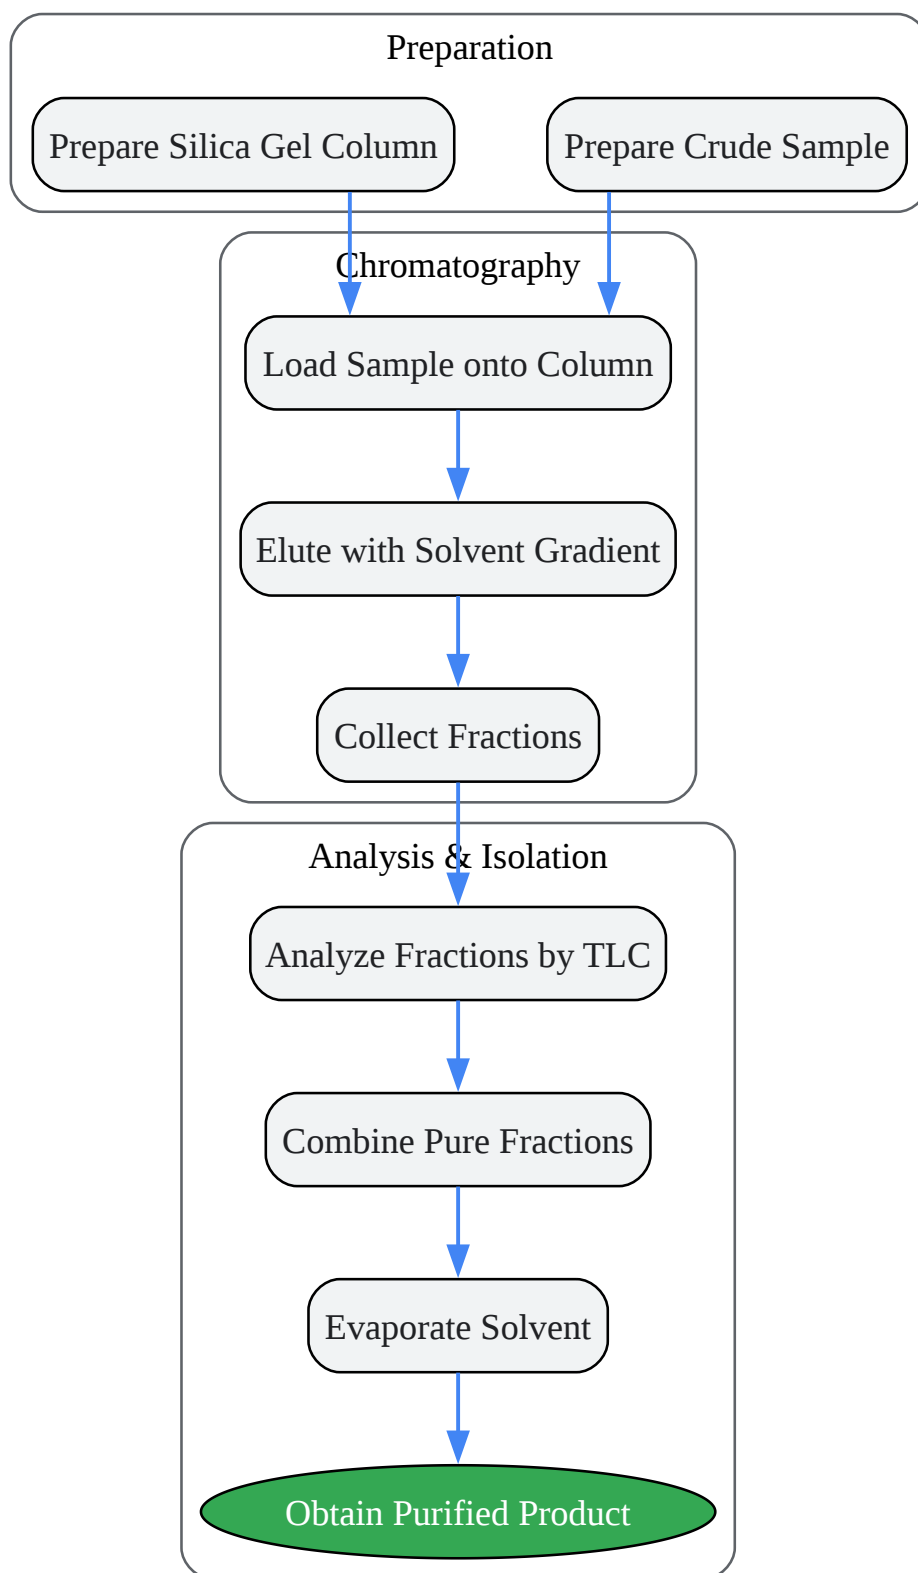 Preparation
Prepare Silica Gel Column
Prepare Crude Sample
Chromatography
Load Sample onto Column
Elute with Solvent Gradient
Collect Fractions
Analysis & Isolation
Analyze Fractions by TLC
Combine Pure Fractions
Evaporate Solvent
Obtain Purified Product